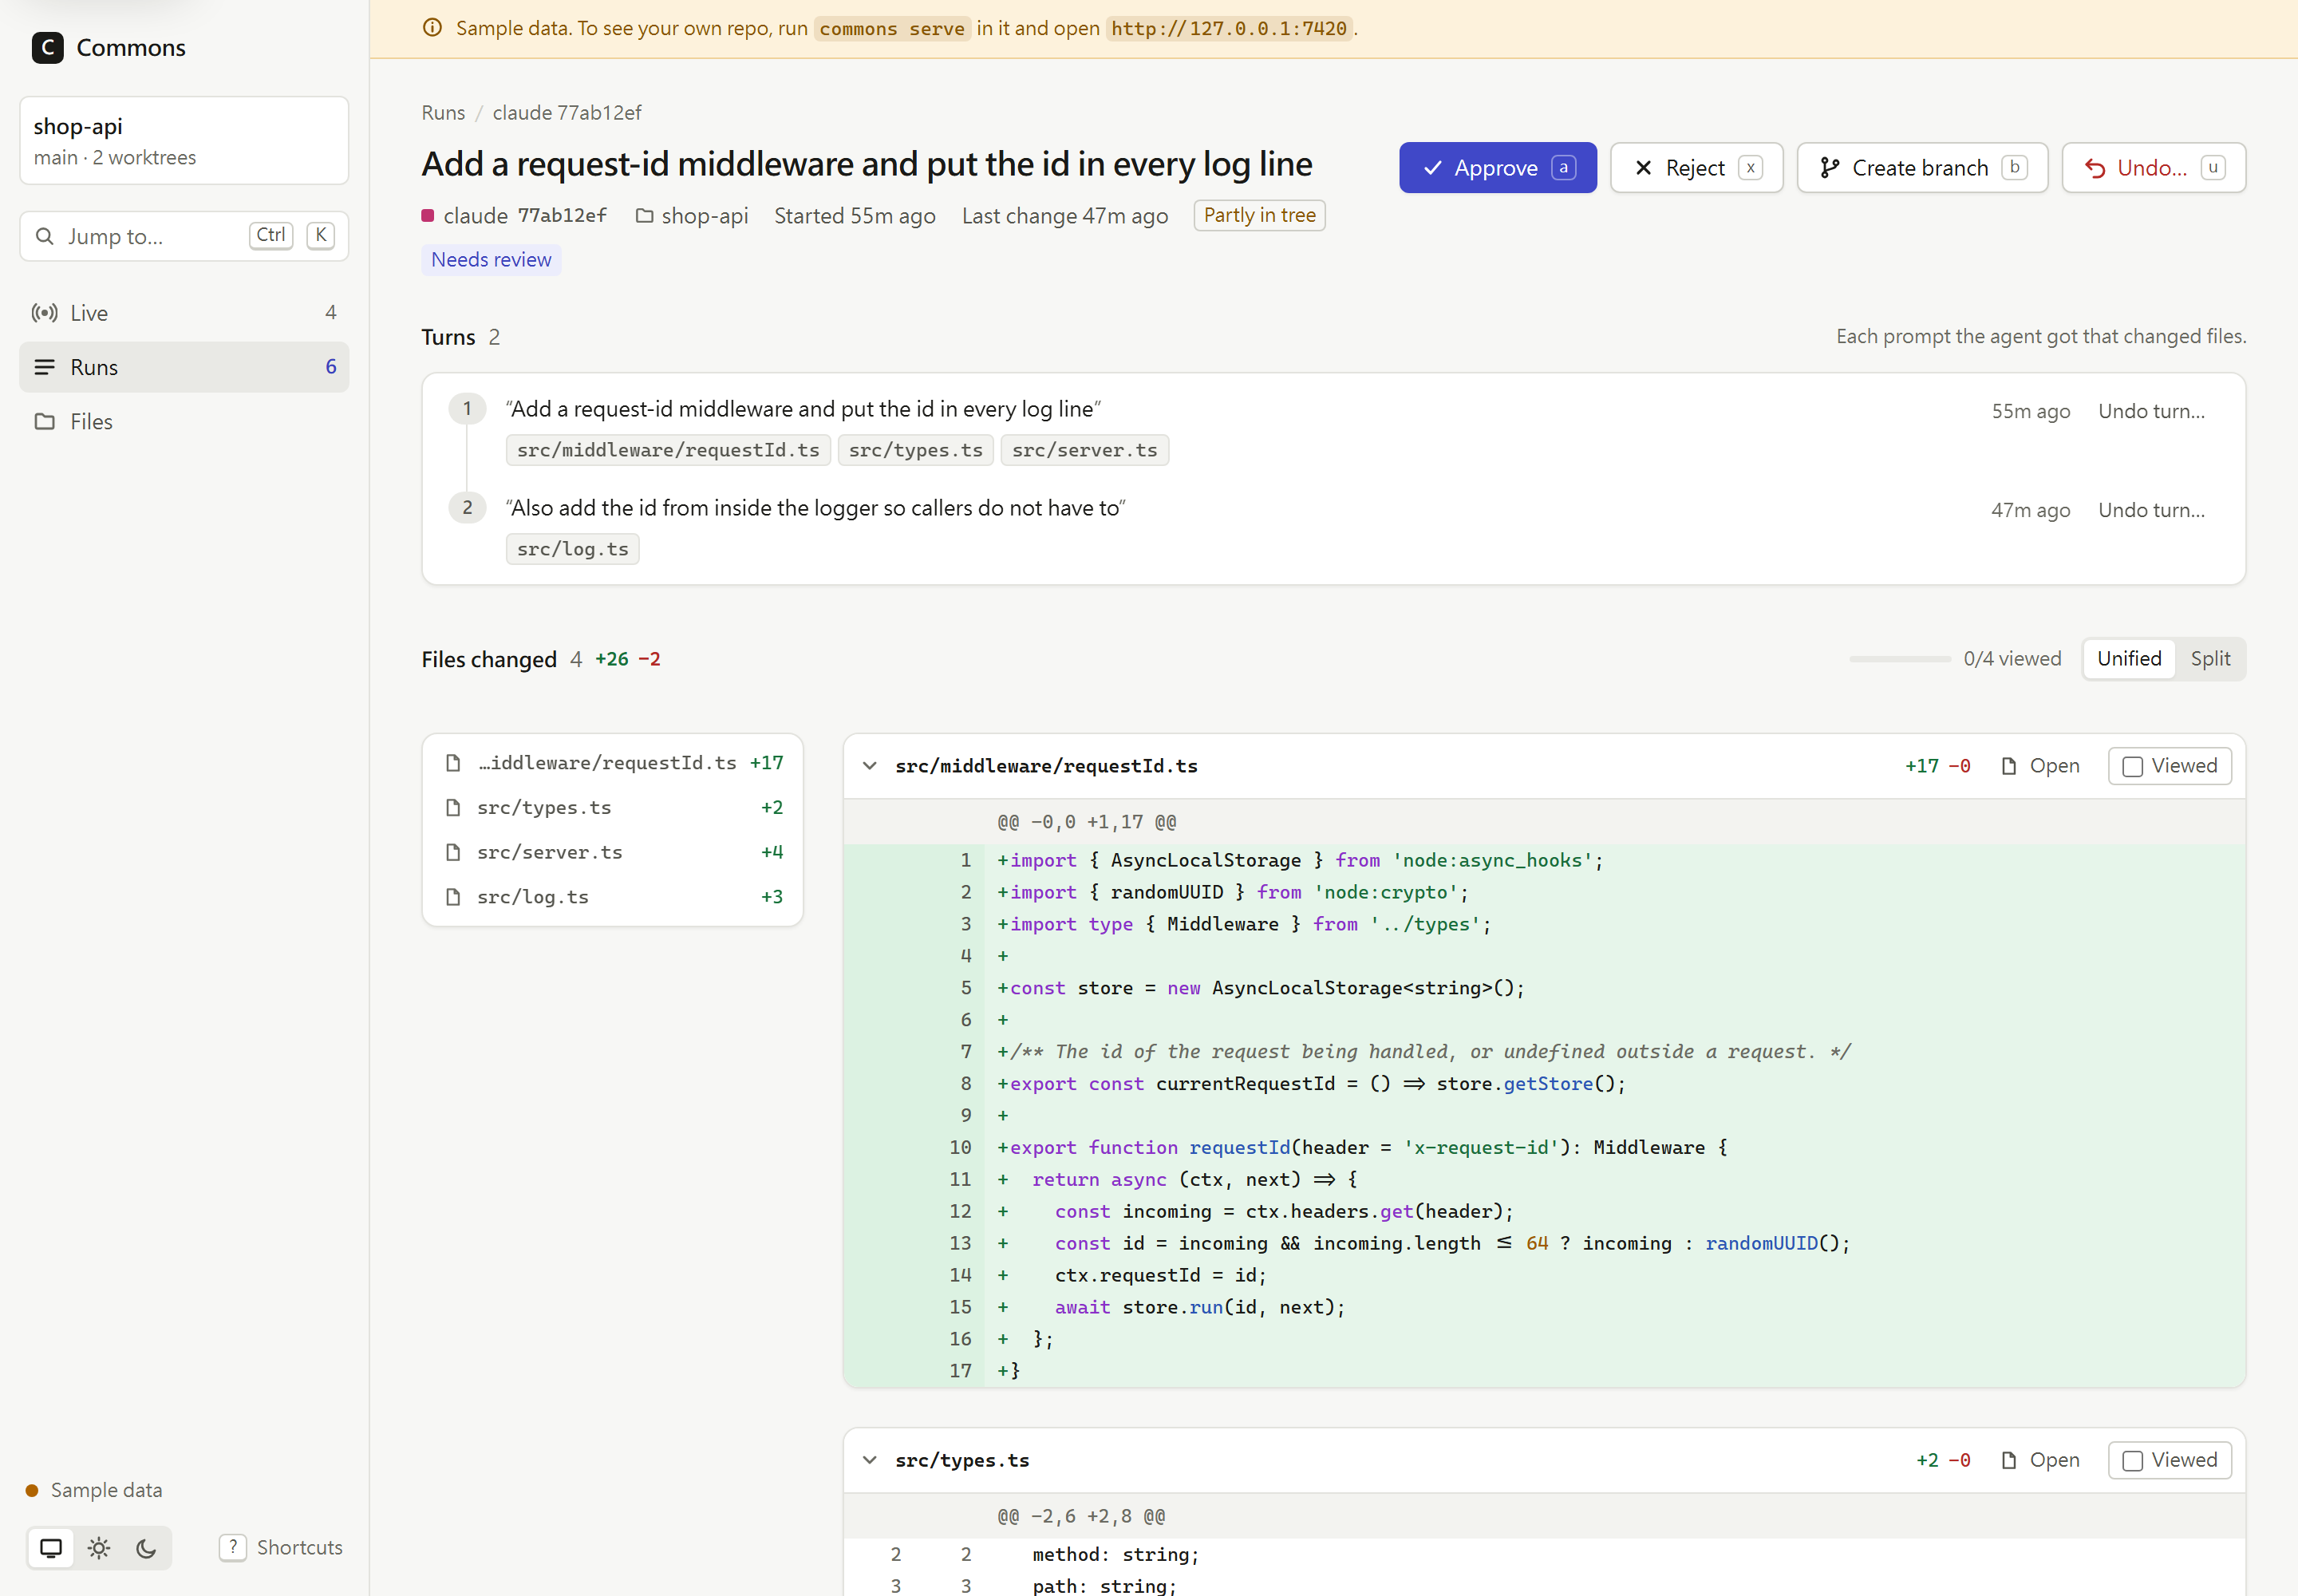 C Commons
shop-api
main · 2 worktrees
Jump to... Ctrl K
Live 4
Runs 6
Files
Sample data
? Shortcuts
Sample data. To see your own repo, run commons serve in it and open http://127.0.0.1:7420.
Runs / claude 77ab12ef
Add a request-id middleware and put the id in every log line
Approve a
Reject x
Create branch b
Undo... u
claude 77ab12ef shop-api Started 55m ago Last change 47m ago Partly in tree
Needs review
Turns 2
Each prompt the agent got that changed files.
1 “Add a request-id middleware and put the id in every log line” 55m ago Undo turn...
src/middleware/requestId.ts src/types.ts src/server.ts
2 “Also add the id from inside the logger so callers do not have to” 47m ago Undo turn...
src/log.ts
Files changed 4 +26 −2
0/4 viewed Unified Split
…iddleware/requestId.ts +17
src/types.ts +2
src/server.ts +4
src/log.ts +3
src/middleware/requestId.ts +17 −0 Open Viewed
@@ −0,0 +1,17 @@
1 +import { AsyncLocalStorage } from 'node:async_hooks';
2 +import { randomUUID } from 'node:crypto';
3 +import type { Middleware } from '../types';
4 +
5 +const store = new AsyncLocalStorage<string>();
6 +
7 +/** The id of the request being handled, or undefined outside a request. */
8 +export const currentRequestId = () => store.getStore();
9 +
10 +export function requestId(header = 'x-request-id'): Middleware {
11 +  return async (ctx, next) => {
12 +    const incoming = ctx.headers.get(header);
13 +    const id = incoming && incoming.length <= 64 ? incoming : randomUUID();
14 +    ctx.requestId = id;
15 +    await store.run(id, next);
16 +  };
17 +}
src/types.ts +2 −0 Open Viewed
@@ −2,6 +2,8 @@
2 2 method: string;
3 3 path: string;